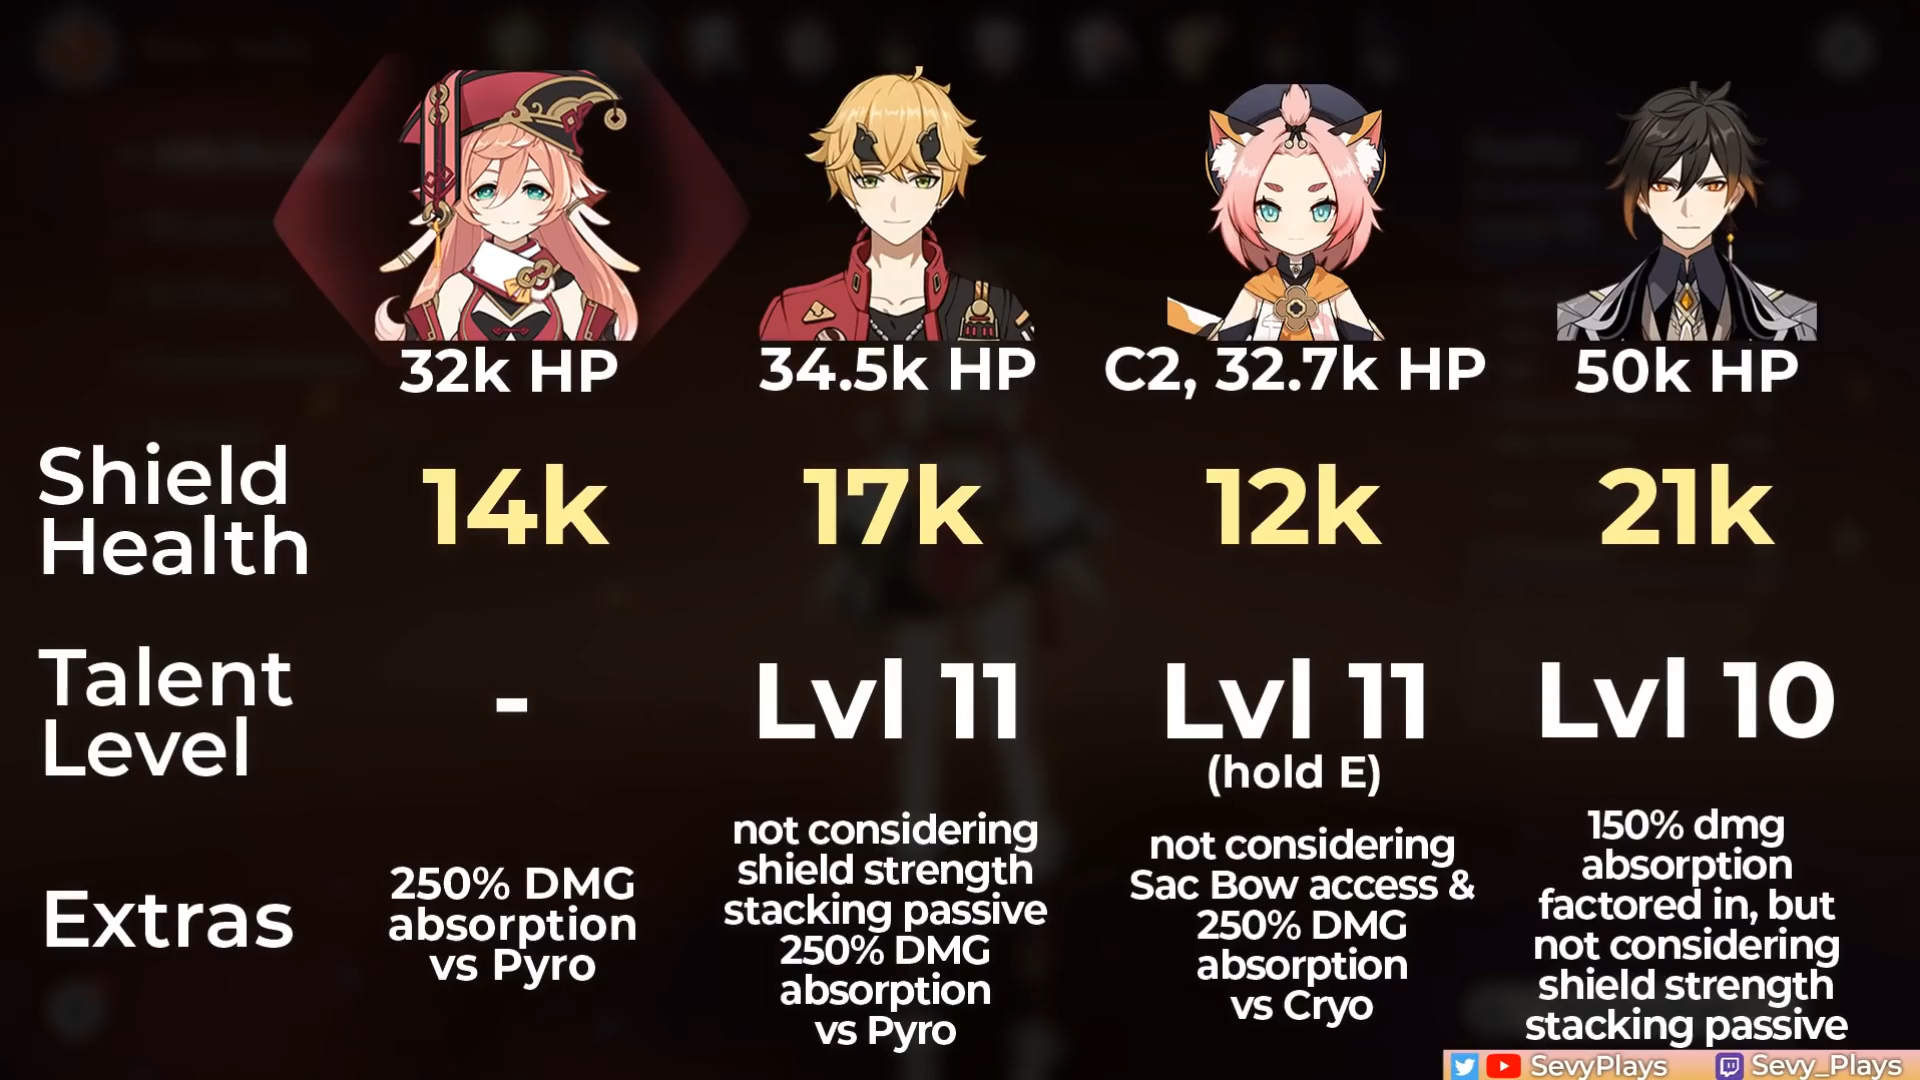 32k HP
34.5k HP
C2, 32.7k HP
50k HP
Shield
Health
14k
17k
12k
21k
Talent
Level
-
Lvl 11
Lvl 11
(hold E)
Lvl 10
Extras
250% DMG
absorption
vs Pyro
not considering
shield strength
stacking passive
250% DMG
absorption
vs Pyro
not considering
Sac Bow access &
250% DMG
absorption
vs Cryo
150% dmg
absorption
factored in, but
not considering
shield strength
stacking passive
SevyPlays
Sevy_Plays